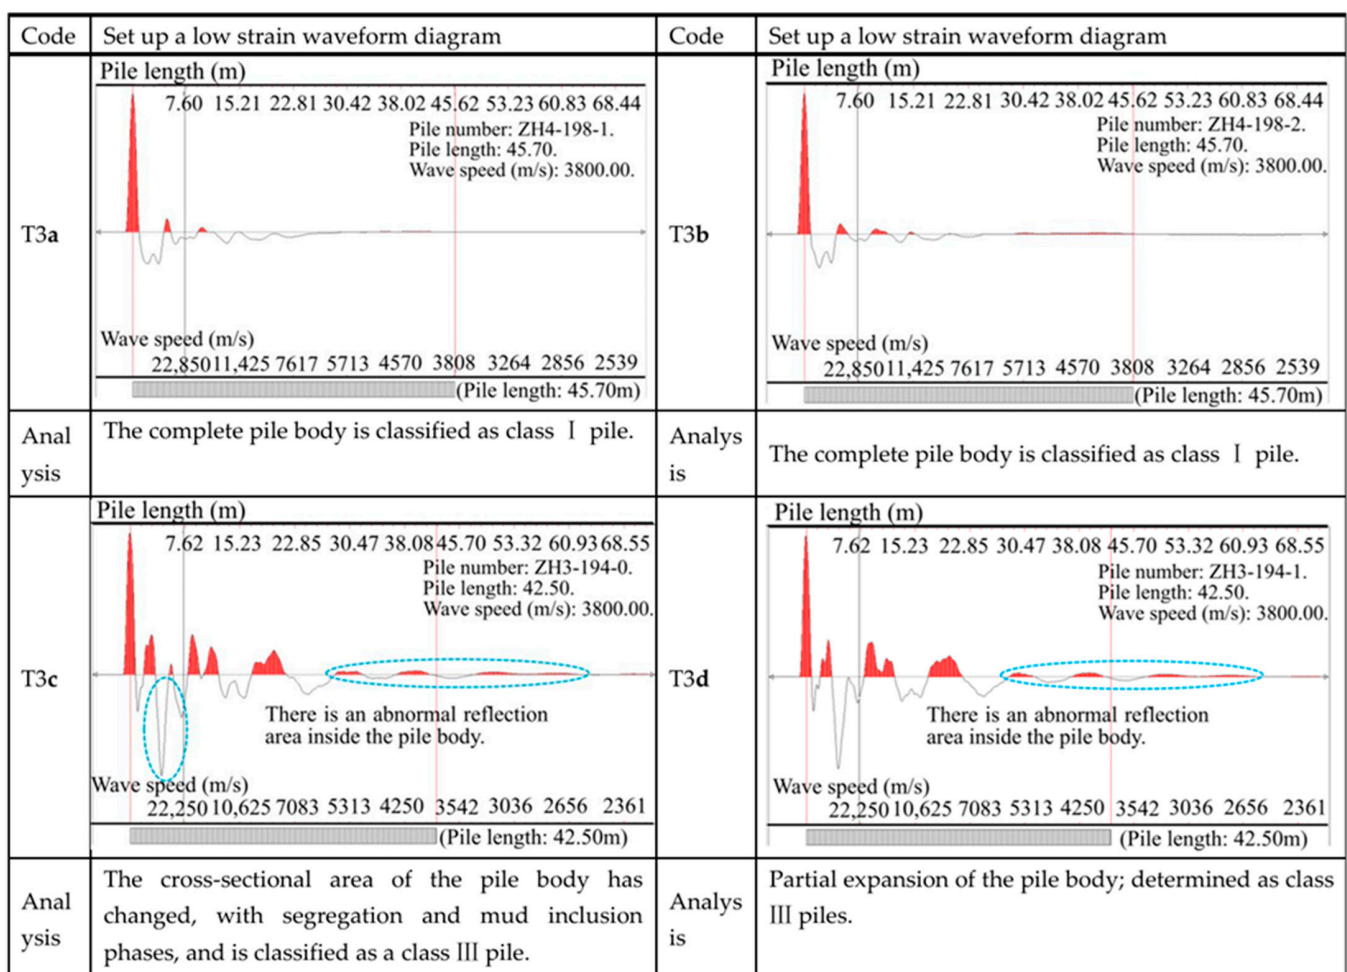 Code Set up a low strain waveform diagram Code Set up a low strain waveform diagram
T3a
Pile length (m)
7.60 15.21 22.81 30.42 38.02 45.62 53.23 60.83 68.44
Pile number: ZH4-198-1.
Pile length: 45.70.
Wave speed (m/s): 3800.00.
Wave speed (m/s)
22,850 11,425 7617 5713 4570 3808 3264 2856 2539
(Pile length: 45.70m)
T3b
Pile length (m)
7.60 15.21 22.81 30.42 38.02 45.62 53.23 60.83 68.44
Pile number: ZH4-198-2.
Pile length: 45.70.
Wave speed (m/s): 3800.00.
Wave speed (m/s)
22,850 11,425 7617 5713 4570 3808 3264 2856 2539
(Pile length: 45.70m)
Anal
ysis
The complete pile body is classified as class Ⅰ pile.
Analys
is
The complete pile body is classified as class Ⅰ pile.
T3c
Pile length (m)
7.62 15.23 22.85 30.47 38.08 45.70 53.32 60.93 68.55
Pile number: ZH3-194-0.
Pile length: 42.50.
Wave speed (m/s): 3800.00.
There is an abnormal reflection
area inside the pile body.
Wave speed (m/s)
22,250 10,625 7083 5313 4250 3542 3036 2656 2361
(Pile length: 42.50m)
T3d
Pile length (m)
7.62 15.23 22.85 30.47 38.08 45.70 53.32 60.93 68.55
Pile number: ZH3-194-1.
Pile length: 42.50.
Wave speed (m/s): 3800.00.
There is an abnormal reflection
area inside the pile body.
Wave speed (m/s)
22,250 10,625 7083 5313 4250 3542 3036 2656 2361
(Pile length: 42.50m)
Anal
ysis
The cross-sectional area of the pile body has
changed, with segregation and mud inclusion
phases, and is classified as a class Ⅲ pile.
Analys
is
Partial expansion of the pile body; determined as class
Ⅲ piles.